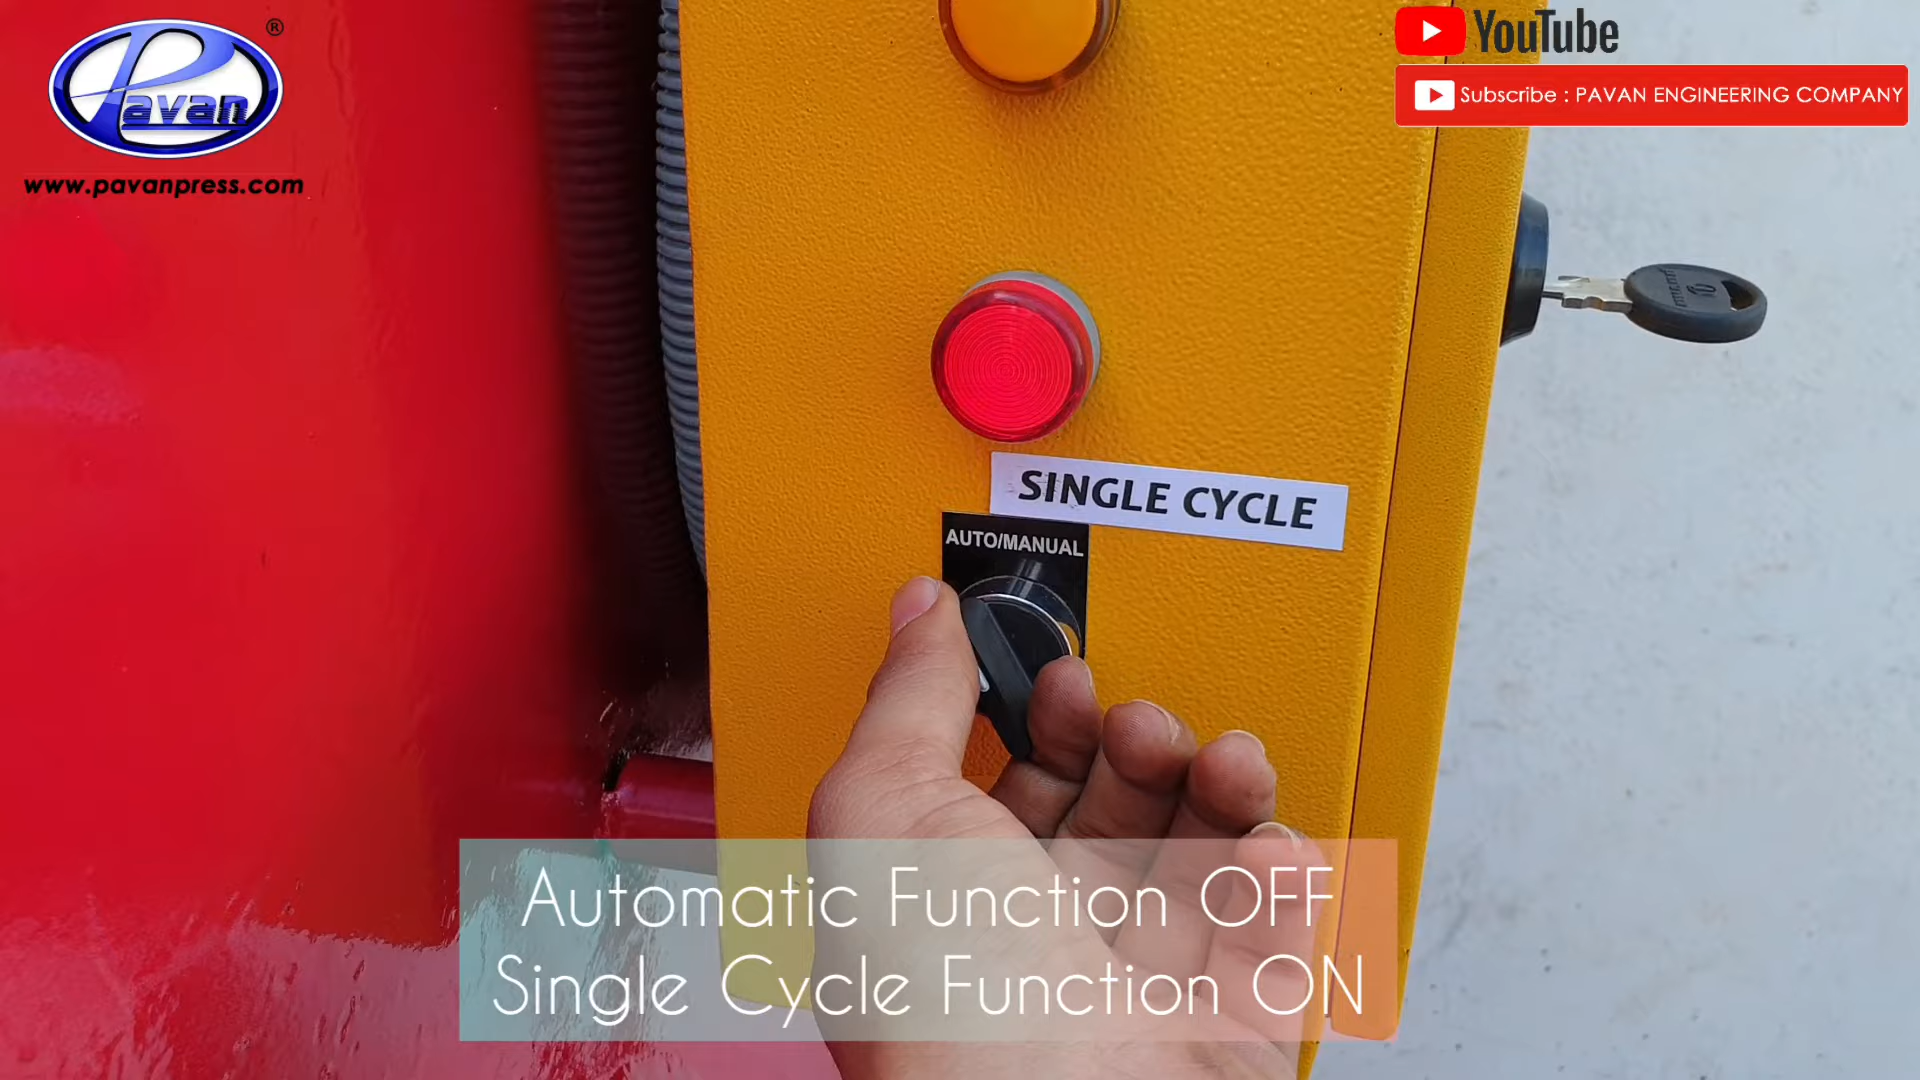 Pavan ®
www.pavanpress.com
YouTube
Subscribe : PAVAN ENGINEERING COMPANY
SINGLE CYCLE
AUTO/MANUAL
Automatic Function OFF
Single Cycle Function ON